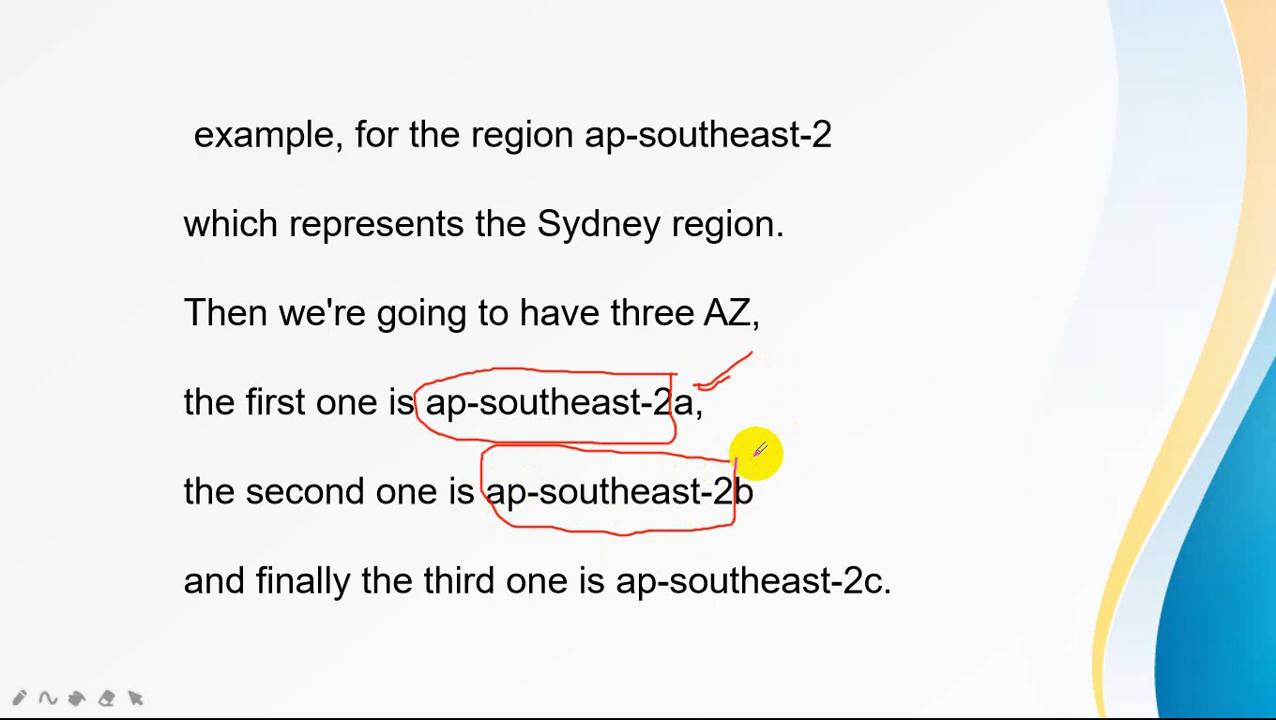 example, for the region ap-southeast-2
which represents the Sydney region.
Then we're going to have three AZ,
the first one is ap-southeast-2a,
the second one is ap-southeast-2b
and finally the third one is ap-southeast-2c.